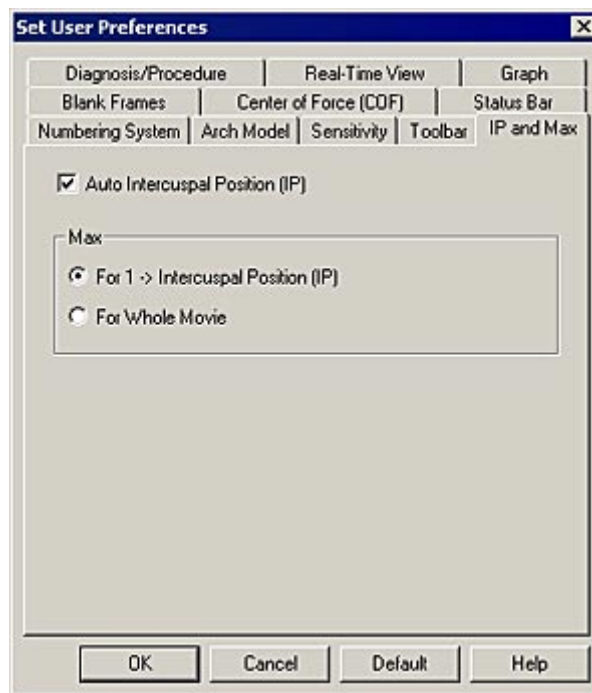 Set User Preferences
Diagnosis/Procedure Real-Time View Graph
Blank Frames Center of Force (COF) Status Bar
Numbering System Arch Model Sensitivity Toolbar IP and Max
Auto Intercuspal Position (IP)
Max
For 1 -> Intercuspal Position (IP)
For Whole Movie
OK Cancel Default Help